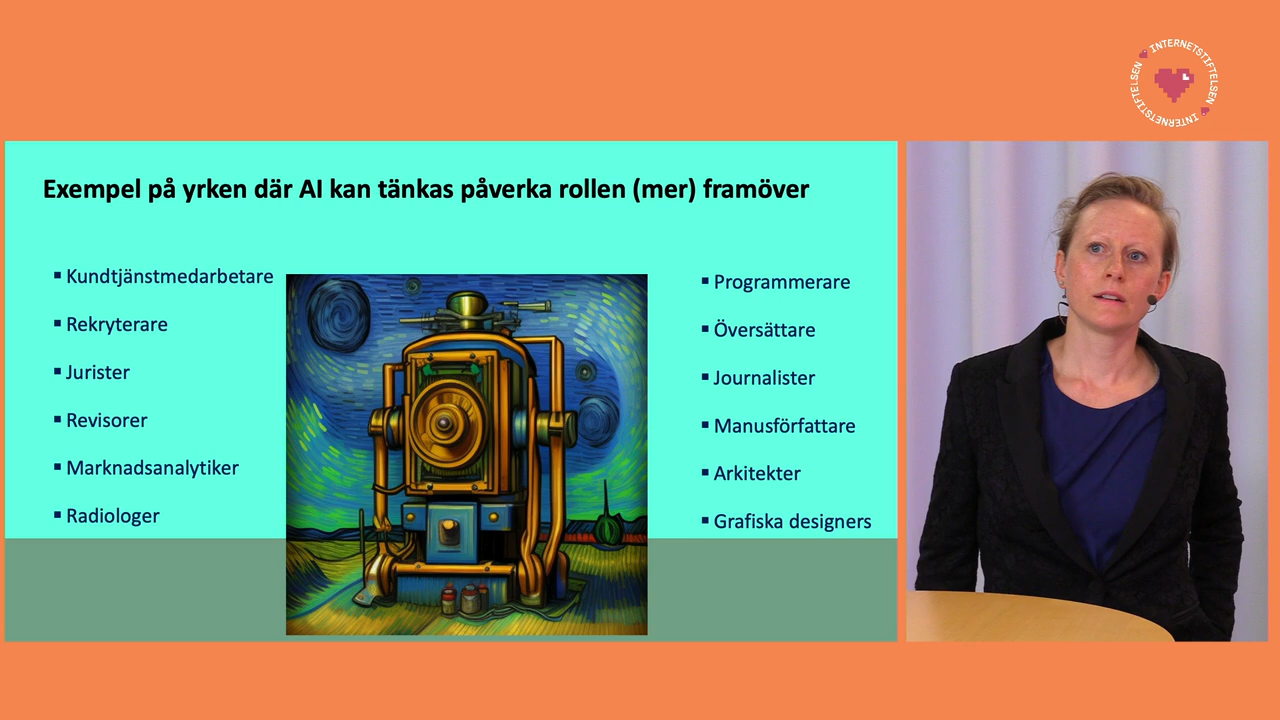 INTERNETSTIFTELSEN
INTERNETSTIFTELSEN
Exempel på yrken där AI kan tänkas påverka rollen (mer) framöver
▪ Kundtjänstmedarbetare
▪ Rekryterare
▪ Jurister
▪ Revisorer
▪ Marknadsanalytiker
▪ Radiologer
▪ Programmerare
▪ Översättare
▪ Journalister
▪ Manusförfattare
▪ Arkitekter
▪ Grafiska designers